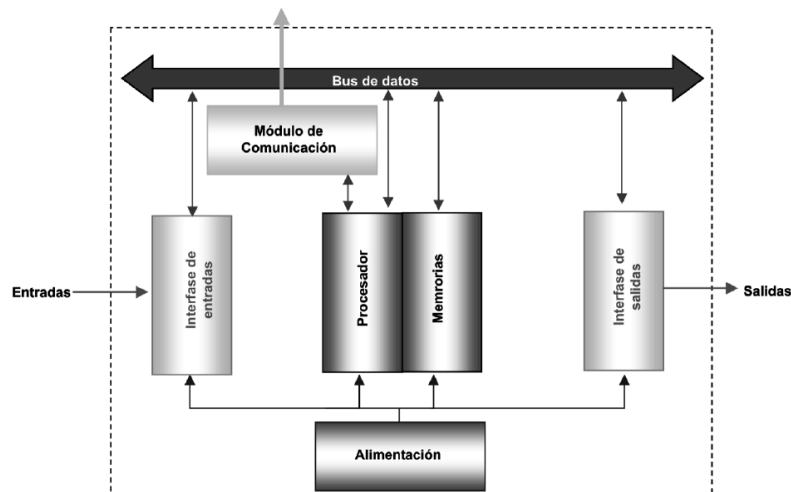 Bus de datos
Módulo de
Comunicación
Interfase de
entradas
Procesador
Memrorias
Interfase de
salidas
Entradas
Salidas
Alimentación